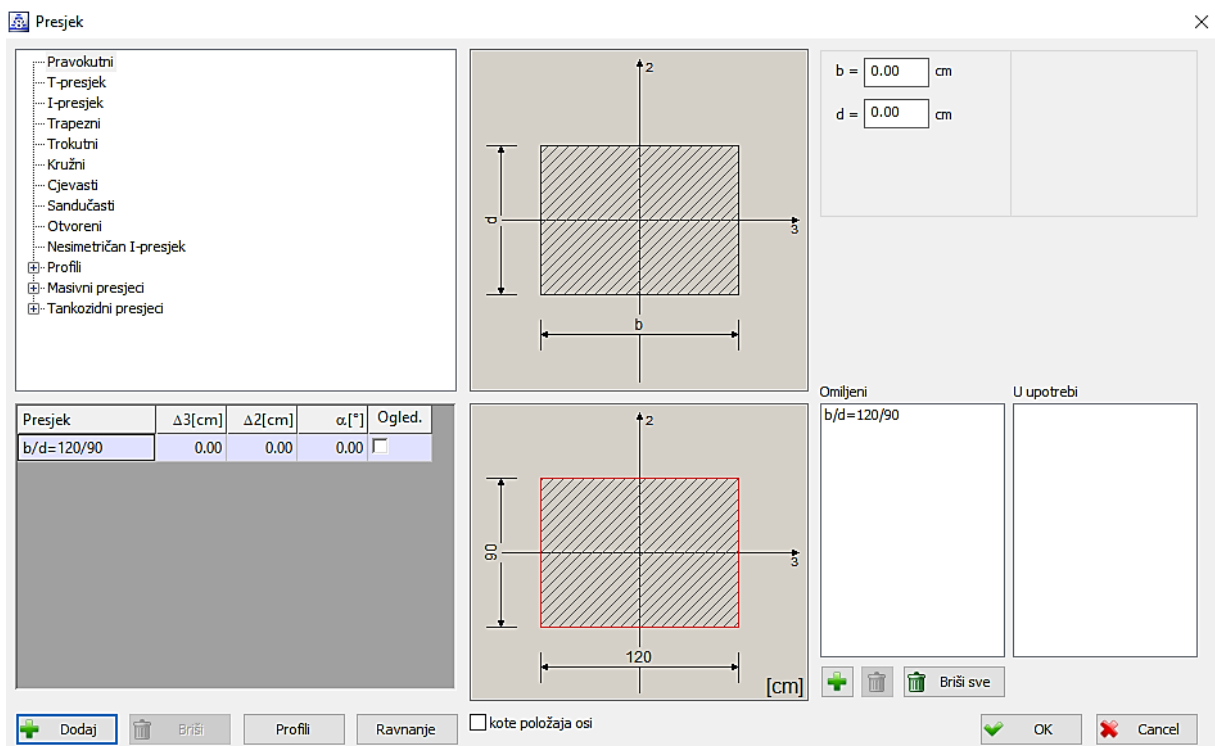 Presjek
Pravokutni
T-presjek
I-presjek
Trapezni
Trokutni
Kružni
Cjevasti
Sandučasti
Otvoreni
Nesimetričan I-presjek
Profili
Masivni presjeci
Tankozidni presjeci
2
d
3
b
b = 0.00 cm
d = 0.00 cm
Presjek Δ3[cm] Δ2[cm] α[°] Ogled.
b/d=120/90 0.00 0.00 0.00
2
90
3
120
[cm]
Omiljeni U upotrebi
b/d=120/90
Briši sve
Dodaj Briši Profili Ravnanje kote položaja osi OK Cancel